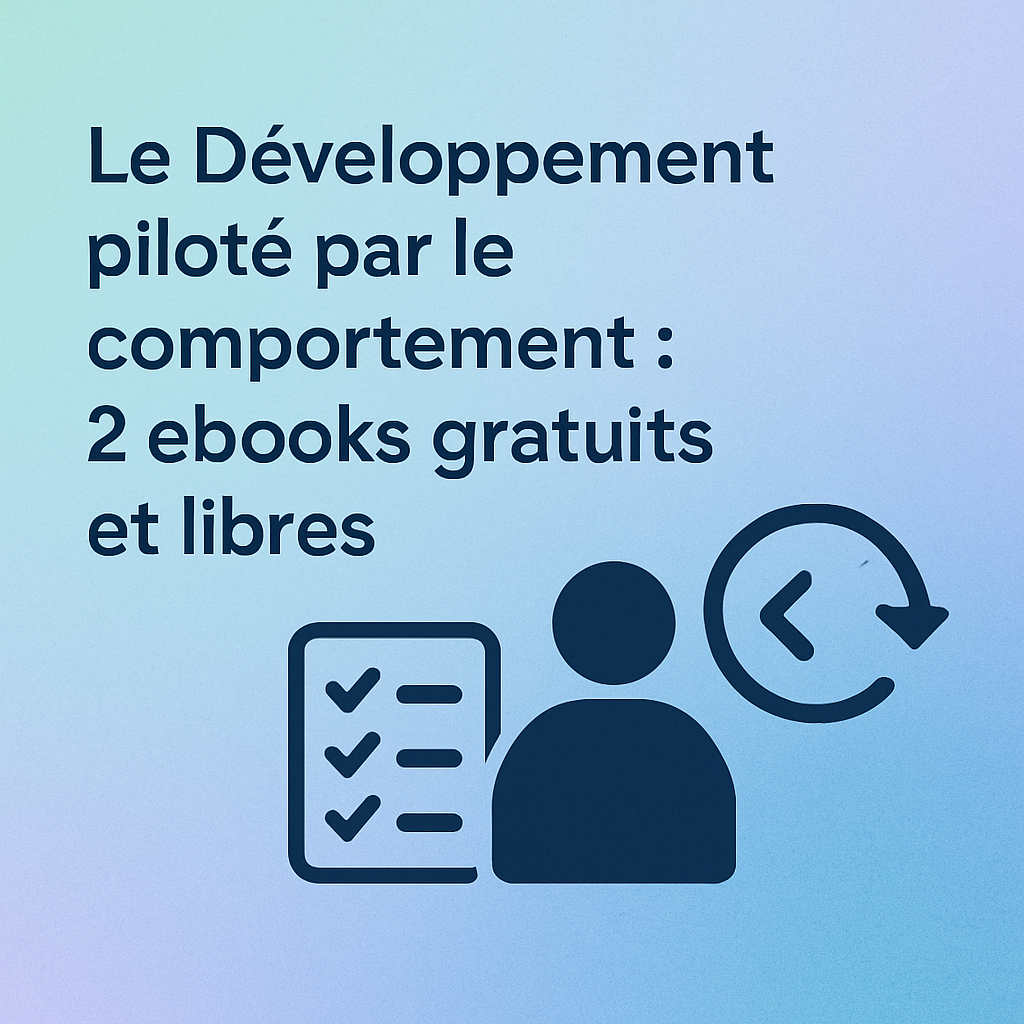 Le Développement
piloté par le
comportement :
2 ebooks gratuits
et libres